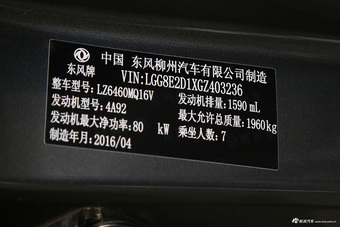 中国 东风柳州汽车有限公司制造
东风牌 VIN:LGG8E2D1XGZ403236
整车型号: LZ6460MQ16V 发动机排量: 1590 mL
发动机型号: 4A92 最大允许总质量: 1960kg
发动机最大净功率: 80 kW 乘坐人数: 7
制造年月: 2016/04